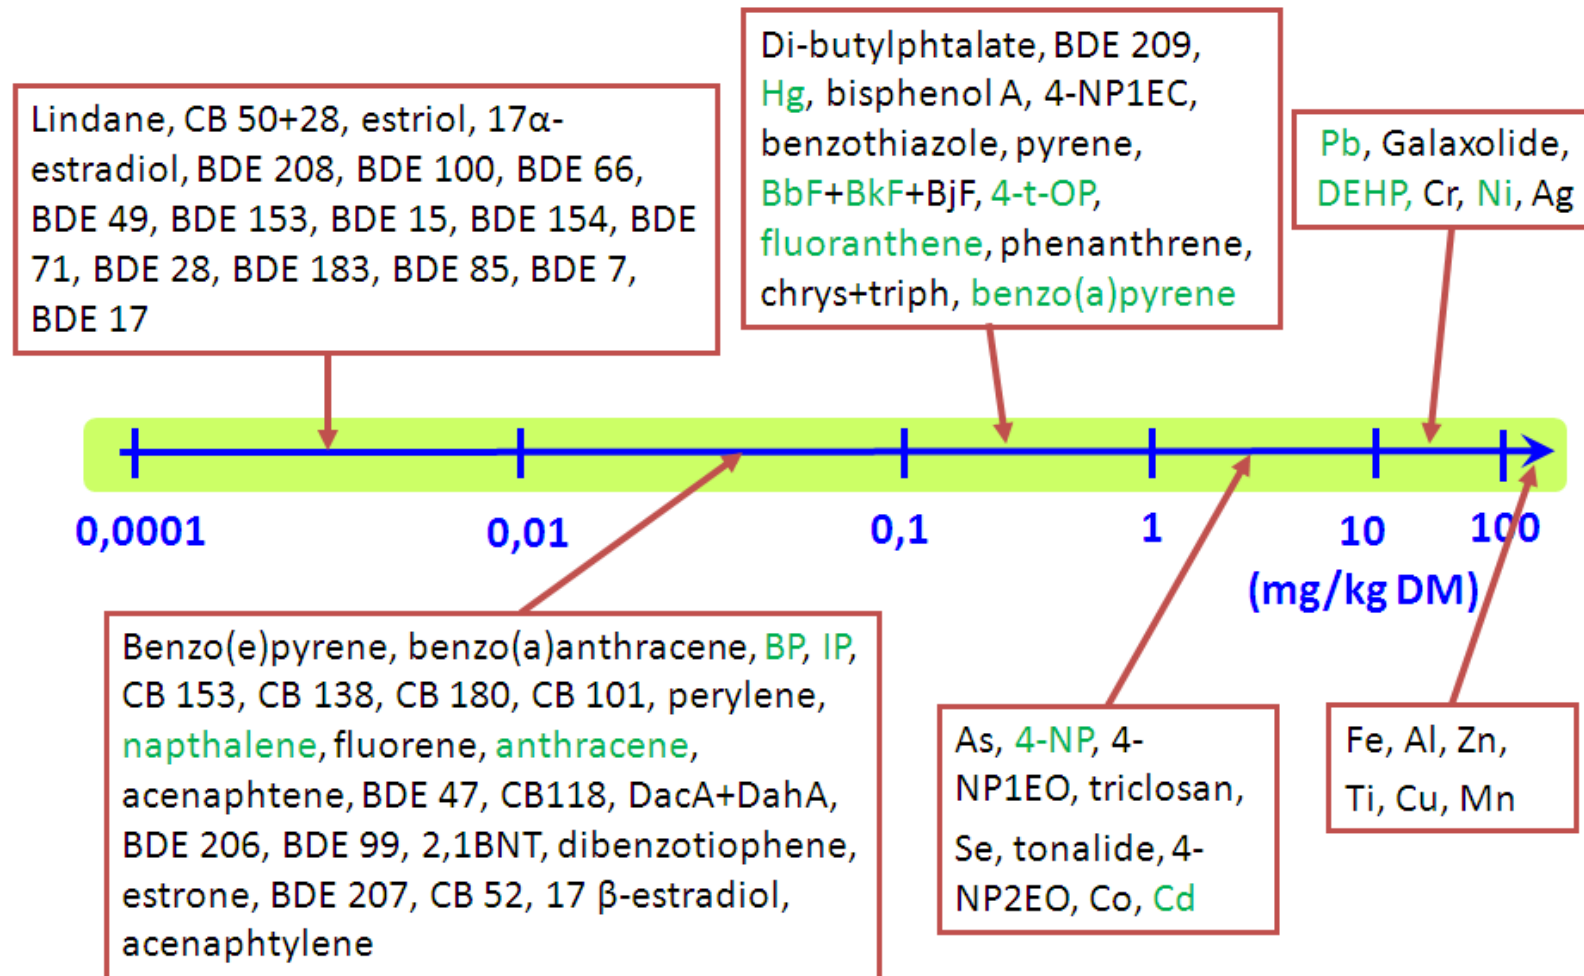 Lindane, CB 50+28, estriol, 17α-
estradiol, BDE 208, BDE 100, BDE 66,
BDE 49, BDE 153, BDE 15, BDE 154, BDE
71, BDE 28, BDE 183, BDE 85, BDE 7,
BDE 17
Di-butylphtalate, BDE 209,
Hg, bisphenol A, 4-NP1EC,
benzothiazole, pyrene,
BbF+BkF+BjF, 4-t-OP,
fluoranthene, phenanthrene,
chrys+triph, benzo(a)pyrene
Pb, Galaxolide,
DEHP, Cr, Ni, Ag
0,0001
0,01
0,1
1
10
100
(mg/kg DM)
Benzo(e)pyrene, benzo(a)anthracene, BP, IP,
CB 153, CB 138, CB 180, CB 101, perylene,
napthalene, fluorene, anthracene,
acenaphtene, BDE 47, CB118, DacA+DahA,
BDE 206, BDE 99, 2,1BNT, dibenzotiophene,
estrone, BDE 207, CB 52, 17 β-estradiol,
acenaphtylene
As, 4-NP, 4-
NP1EO, triclosan,
Se, tonalide, 4-
NP2EO, Co, Cd
Fe, Al, Zn,
Ti, Cu, Mn